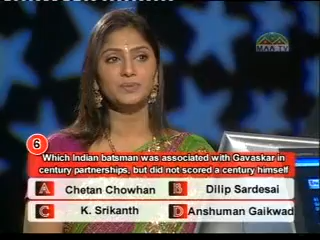 MAA TV
6
Which Indian batsman was associated with Gavaskar in
century partnerships, but did not scored a century himself
A Chetan Chowhan
B Dilip Sardesai
C K. Srikanth
D Anshuman Gaikwad